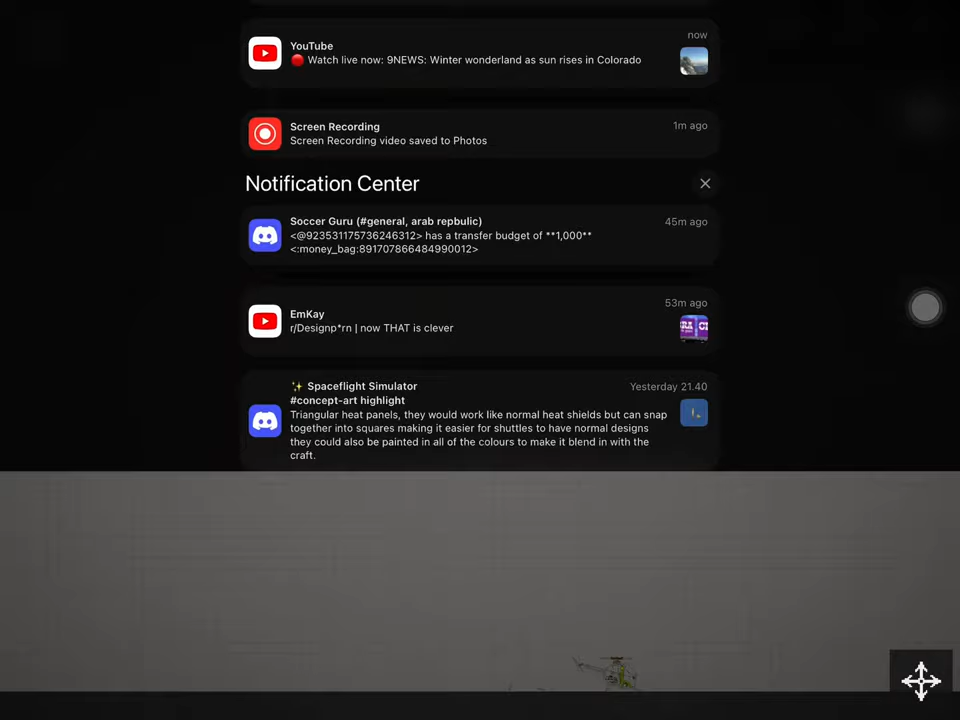 now
YouTube
🔴 Watch live now: 9NEWS: Winter wonderland as sun rises in Colorado
Screen Recording
1m ago
Screen Recording video saved to Photos
Notification Center
Soccer Guru (#general, arab repbulic)
45m ago
<@923531175736246312> has a transfer budget of **1,000**
<:money_bag:891707866484990012>
53m ago
EmKay
r/Designp*rn | now THAT is clever
✨ Spaceflight Simulator
Yesterday 21.40
#concept-art highlight
Triangular heat panels, they would work like normal heat shields but can snap
together into squares making it easier for shuttles to have normal designs
they could also be painted in all of the colours to make it blend in with the
craft.